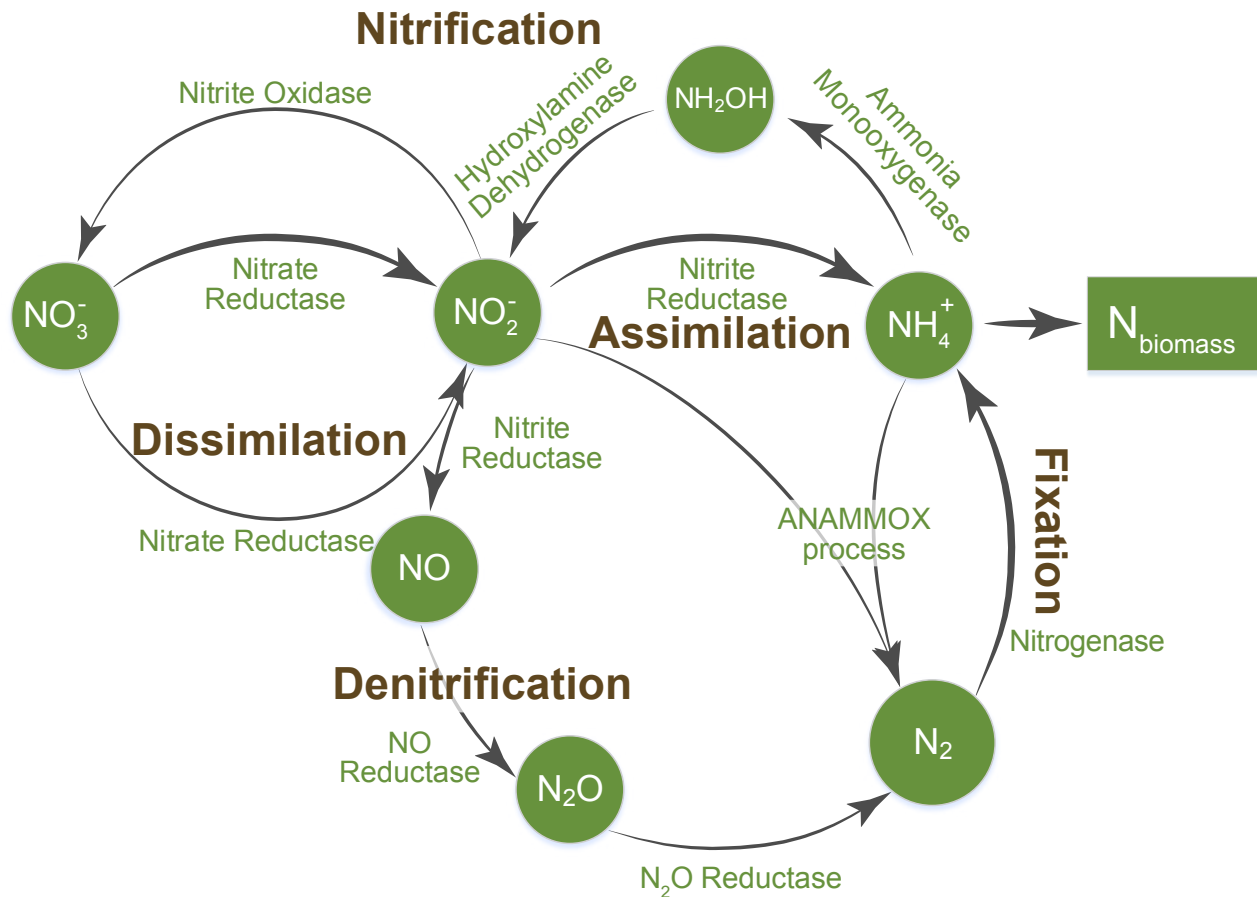 Nitrification
Nitrite Oxidase
Hydroxylamine
Dehydrogenase
NH₂OH
Ammonia
Monooxygenase
NO₃⁻
Nitrate
Reductase
NO₂⁻
Nitrite
Reductase
Assimilation
NH₄⁺
N biomass
Dissimilation
Nitrite
Reductase
Nitrate Reductase
NO
ANAMMOX
process
Fixation
Nitrogenase
Denitrification
NO
Reductase
N₂O
N₂
N₂O Reductase